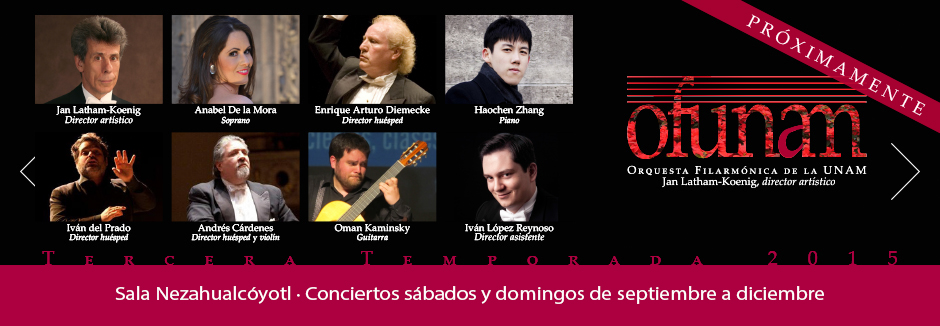 PRÓXIMAMENTE
Jan Latham-Koenig
Director artístico
Anabel De la Mora
Soprano
Enrique Arturo Diemecke
Director huésped
Haochen Zhang
Piano
Iván del Prado
Director huésped
Andrés Cárdenes
Director huésped y violín
Oman Kaminsky
Guitarra
Iván López Reynoso
Director asistente
ofunam
Orquesta Filarmónica de la UNAM
Jan Latham-Koenig, director artístico
Tercera Temporada 2015
Sala Nezahualcóyotl · Conciertos sábados y domingos de septiembre a diciembre